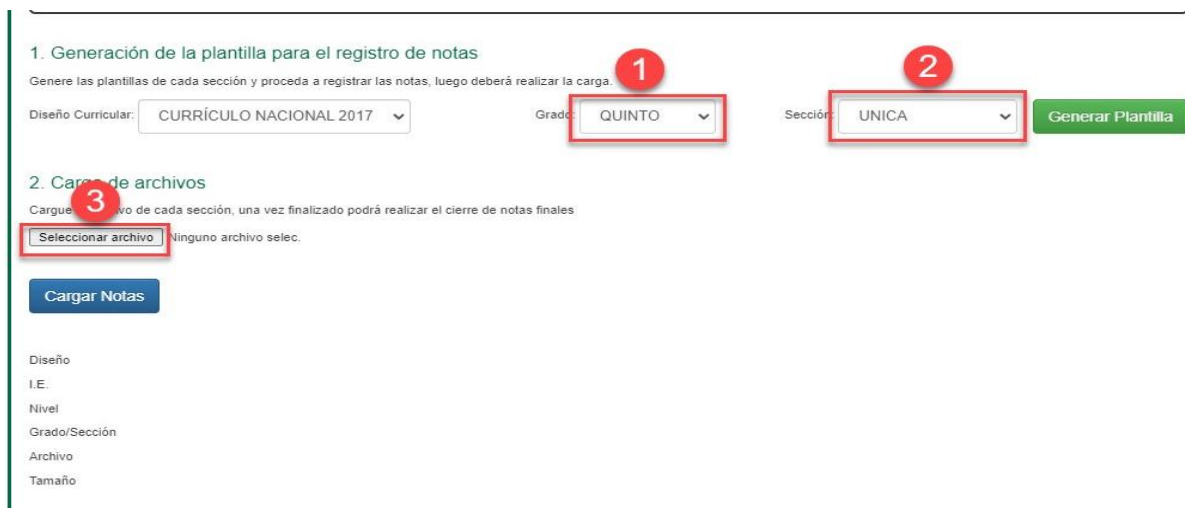 1. Generación de la plantilla para el registro de notas
Genere las plantillas de cada sección y proceda a registrar las notas, luego deberá realizar la carga.
1
2
Diseño Curricular: CURRÍCULO NACIONAL 2017 Grado: QUINTO Sección: UNICA Generar Plantilla
2. Carga de archivos
3
Cargue vo de cada sección, una vez finalizado podrá realizar el cierre de notas finales
Seleccionar archivo Ninguno archivo selec.
Cargar Notas
Diseño
I.E.
Nivel
Grado/Sección
Archivo
Tamaño